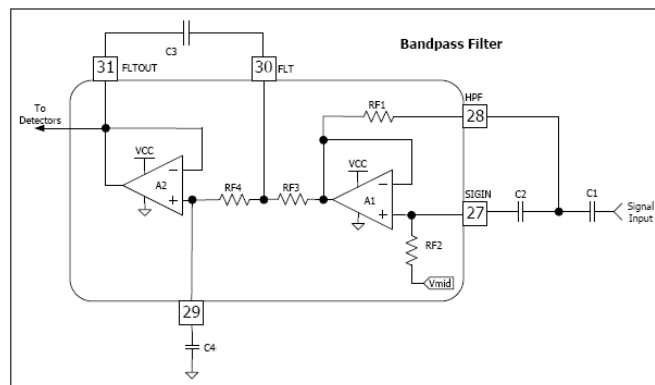 C3
Bandpass Filter
31
FLTOUT
30
FLT
To
Detectors
HPF
28
RF1
VCC
A2
RF4
RF3
VCC
A1
SIGIN
27
C2
C1
Signal
Input
RF2
Vmid
29
C4